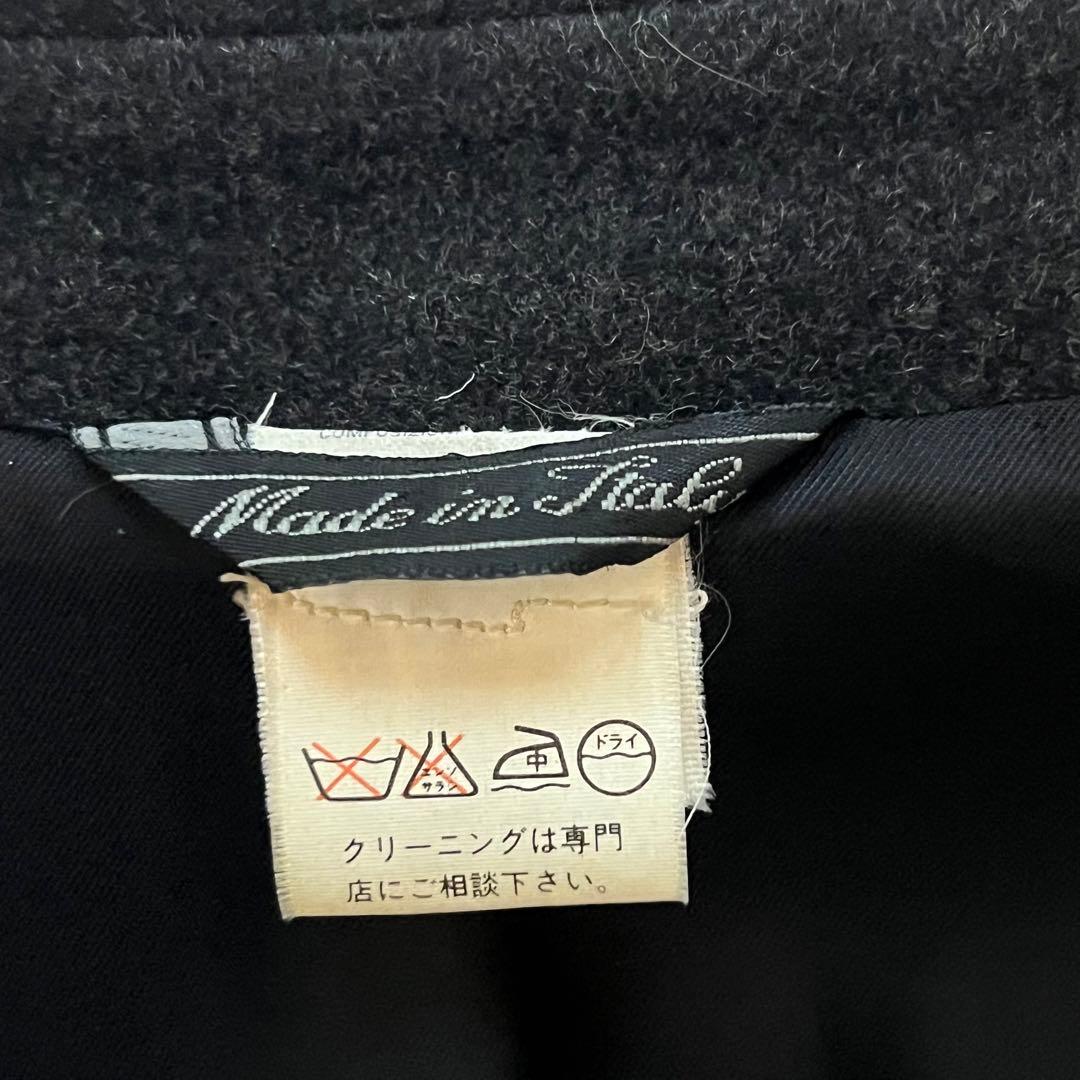 Made in Ital
エンソ
サラシ
中
ドライ
クリーニングは専門
店にご相談下さい。